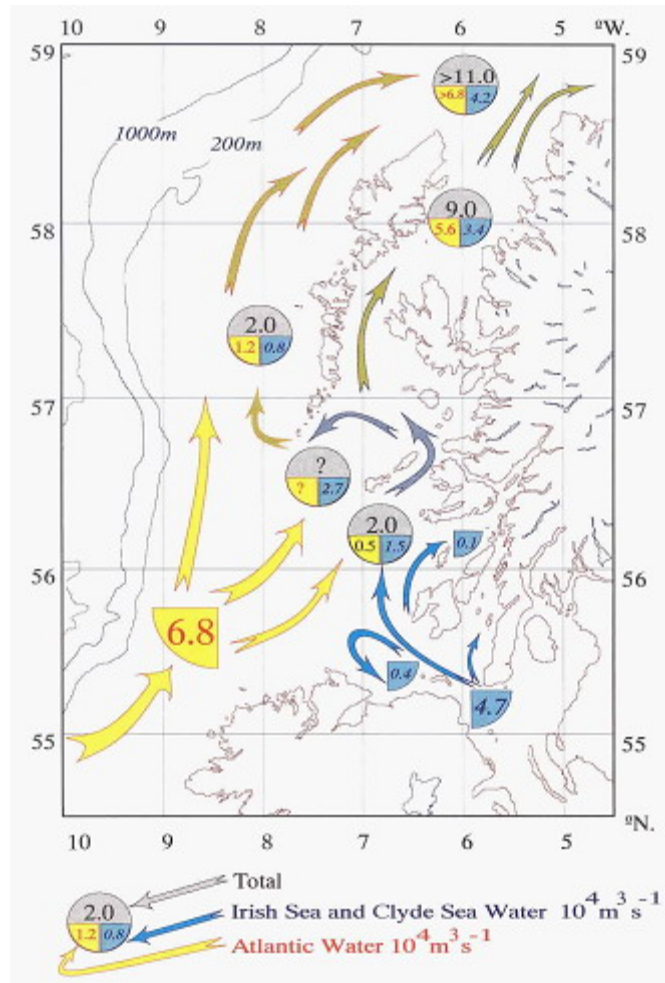 10 9 8 7 6 5 ºW.
59 59
>11.0
>6.8 4.2
1000m
200m
9.0
58 5.6 3.4 58
2.0
1.2 0.8
57 57
?
? 2.7
2.0
0.5 1.5 0.1
56 56
6.8
0.4
4.7
55 55
ºN.
10 9 8 7 6 5
Total
2.0 Irish Sea and Clyde Sea Water 10⁴m³s⁻¹
1.2 0.8
Atlantic Water 10⁴m³s⁻¹